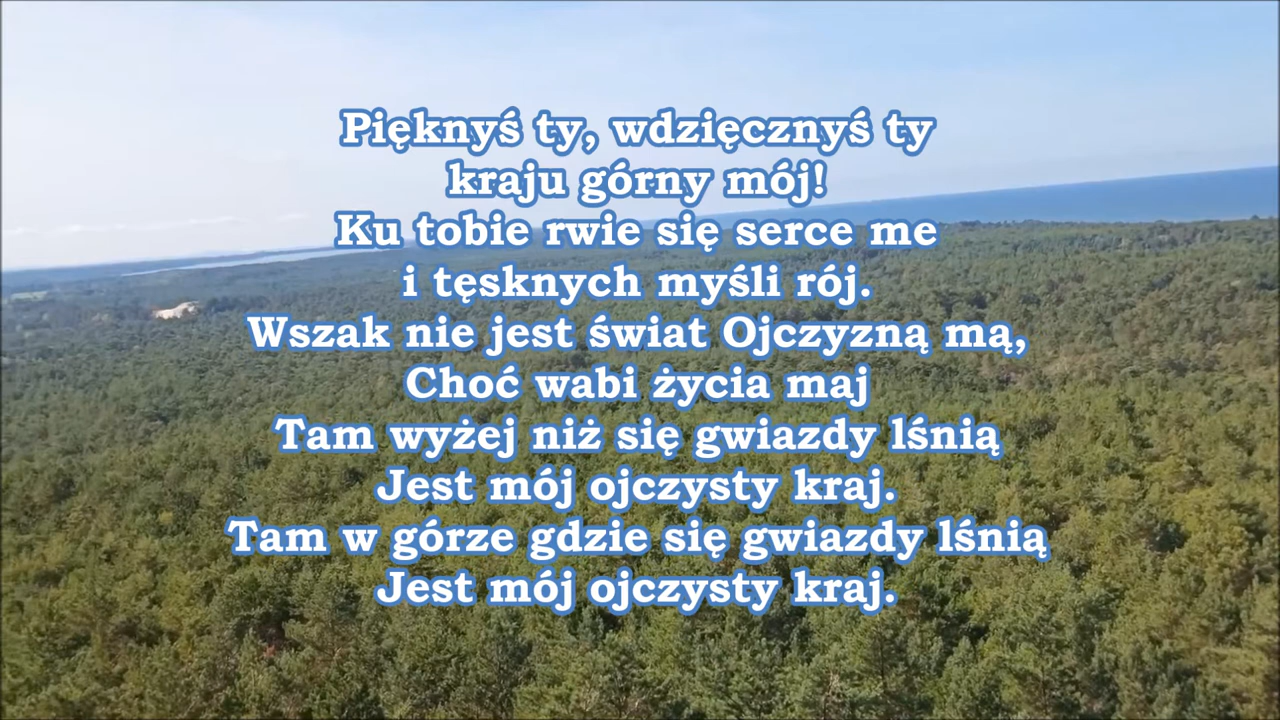 Pięknyś ty, wdzięcznyś ty
kraju górny mój!
Ku tobie rwie się serce me
i tęsknych myśli rój.
Wszak nie jest świat Ojczyzną mą,
Choć wabi życia maj
Tam wyżej niż się gwiazdy lśnią
Jest mój ojczysty kraj.
Tam w górze gdzie się gwiazdy lśnią
Jest mój ojczysty kraj.